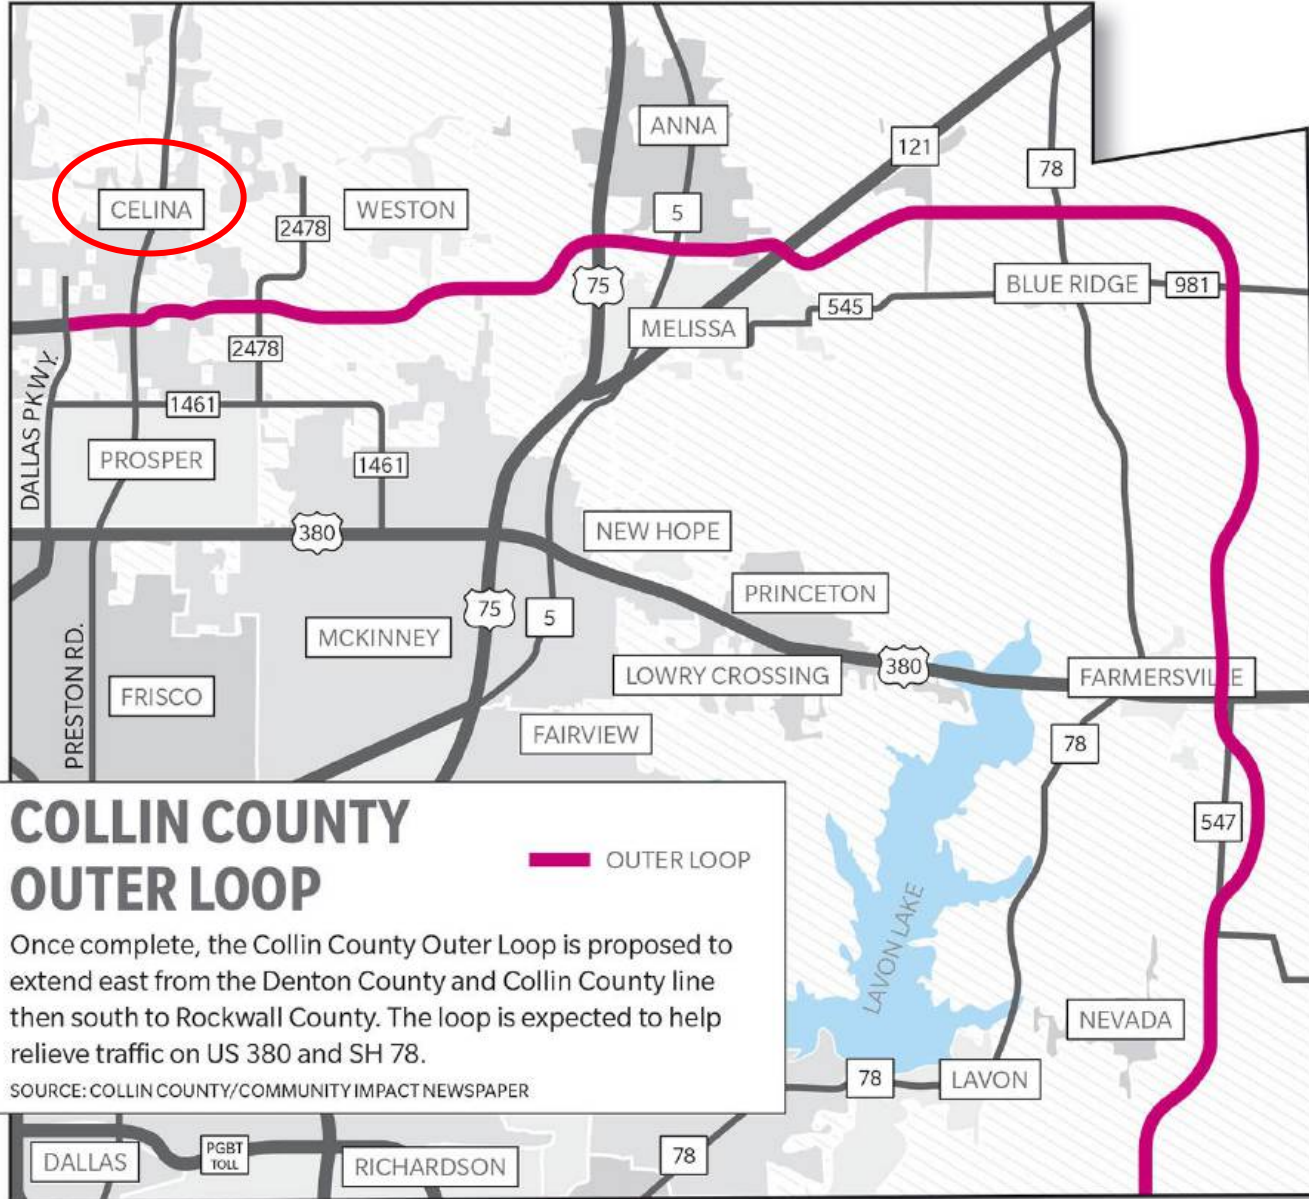 ANNA
121
78
CELINA
WESTON
5
2478
75
BLUE RIDGE
981
545
MELISSA
2478
DALLAS PKWY.
1461
PROSPER
1461
380
NEW HOPE
PRINCETON
75
5
MCKINNEY
PRESTON RD.
LOWRY CROSSING
380
FARMERSVILLE
FRISCO
FAIRVIEW
78
547
COLLIN COUNTY
OUTER LOOP
OUTER LOOP
Once complete, the Collin County Outer Loop is proposed to
extend east from the Denton County and Collin County line
then south to Rockwall County. The loop is expected to help
relieve traffic on US 380 and SH 78.
SOURCE: COLLIN COUNTY/COMMUNITY IMPACT NEWSPAPER
LAVON LAKE
NEVADA
78
LAVON
DALLAS
PGBT
TOLL
RICHARDSON
78